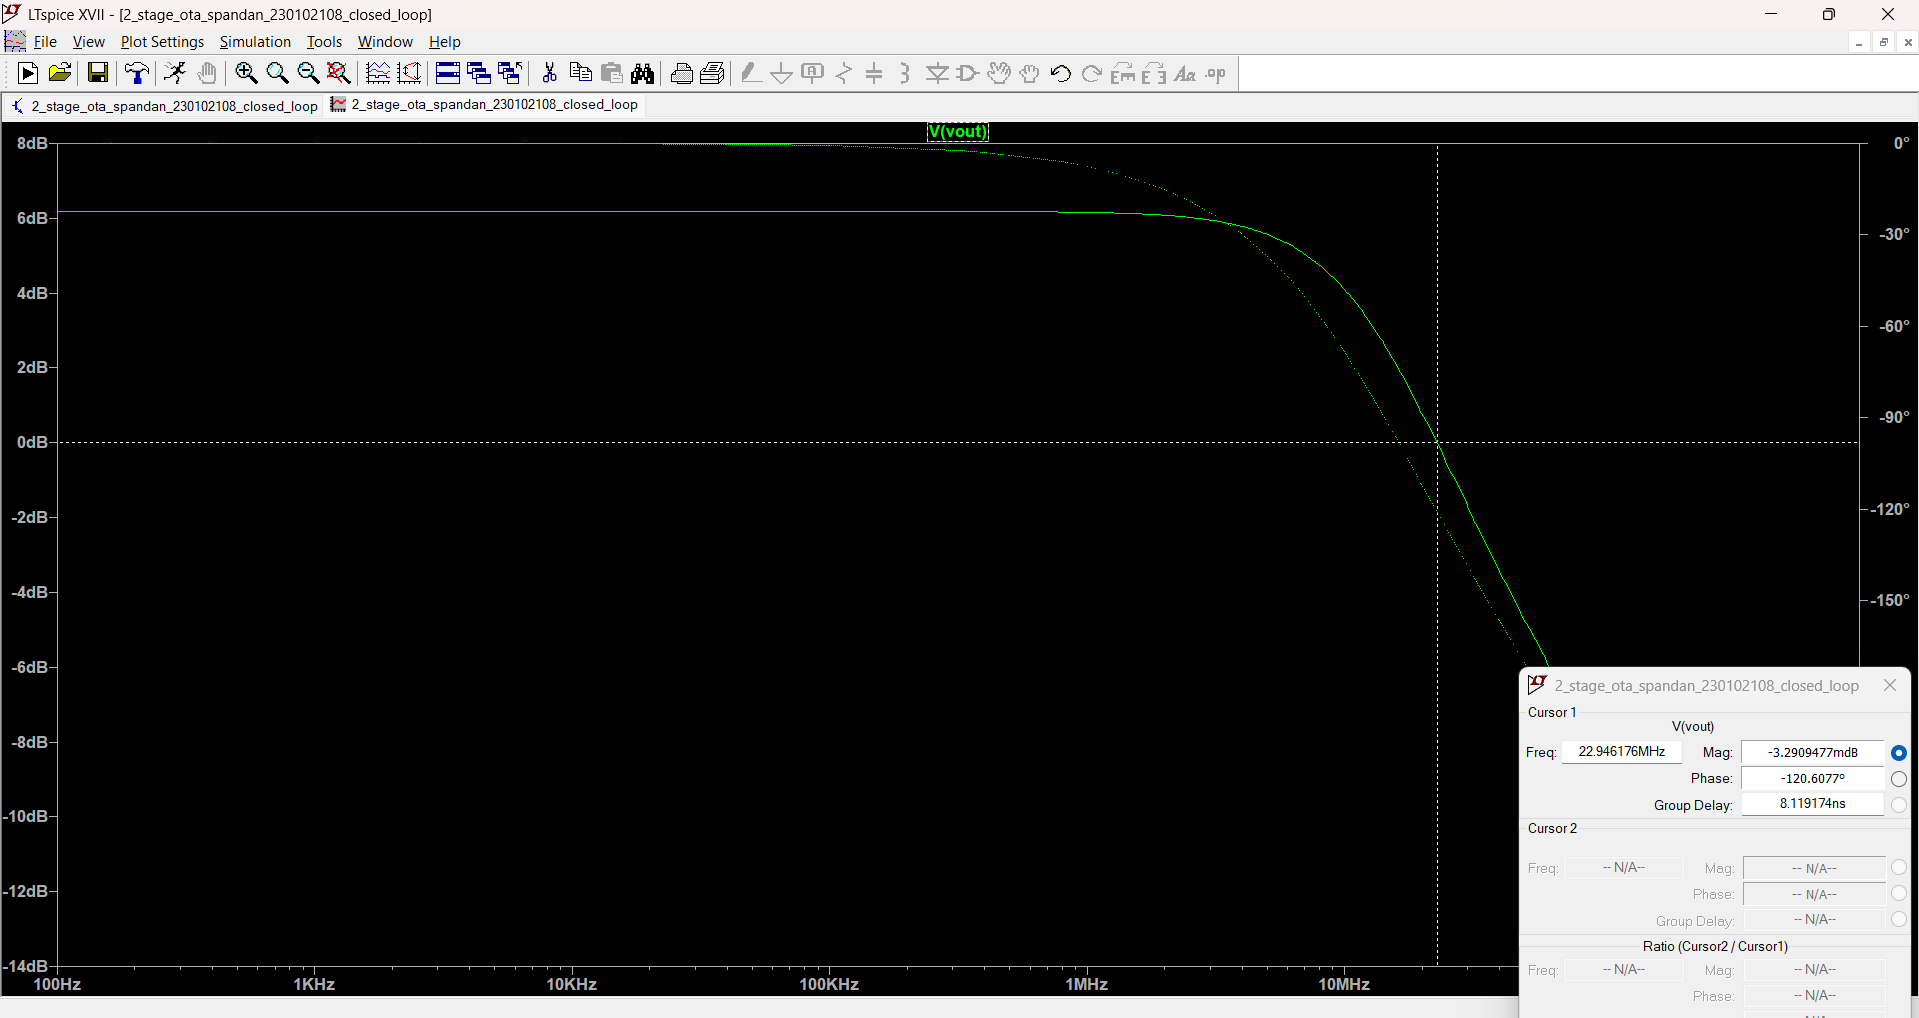 LTspice XVII - [2_stage_ota_spandan_230102108_closed_loop]
File View Plot Settings Simulation Tools Window Help
2_stage_ota_spandan_230102108_closed_loop 2_stage_ota_spandan_230102108_closed_loop
V(vout)
8dB
6dB
4dB
2dB
0dB
-2dB
-4dB
-6dB
-8dB
-10dB
-12dB
-14dB
0°
-30°
-60°
-90°
-120°
-150°
100Hz 1KHz 10KHz 100KHz 1MHz 10MHz
2_stage_ota_spandan_230102108_closed_loop
Cursor 1
V(vout)
Freq: 22.946176MHz Mag: -3.2909477mdB
Phase: -120.6077°
Group Delay: 8.119174ns
Cursor 2
Freq: -- N/A-- Mag: -- N/A--
Phase: -- N/A--
Group Delay: -- N/A--
Ratio (Cursor2 / Cursor1)
Freq: -- N/A-- Mag: -- N/A--
Phase: -- N/A--